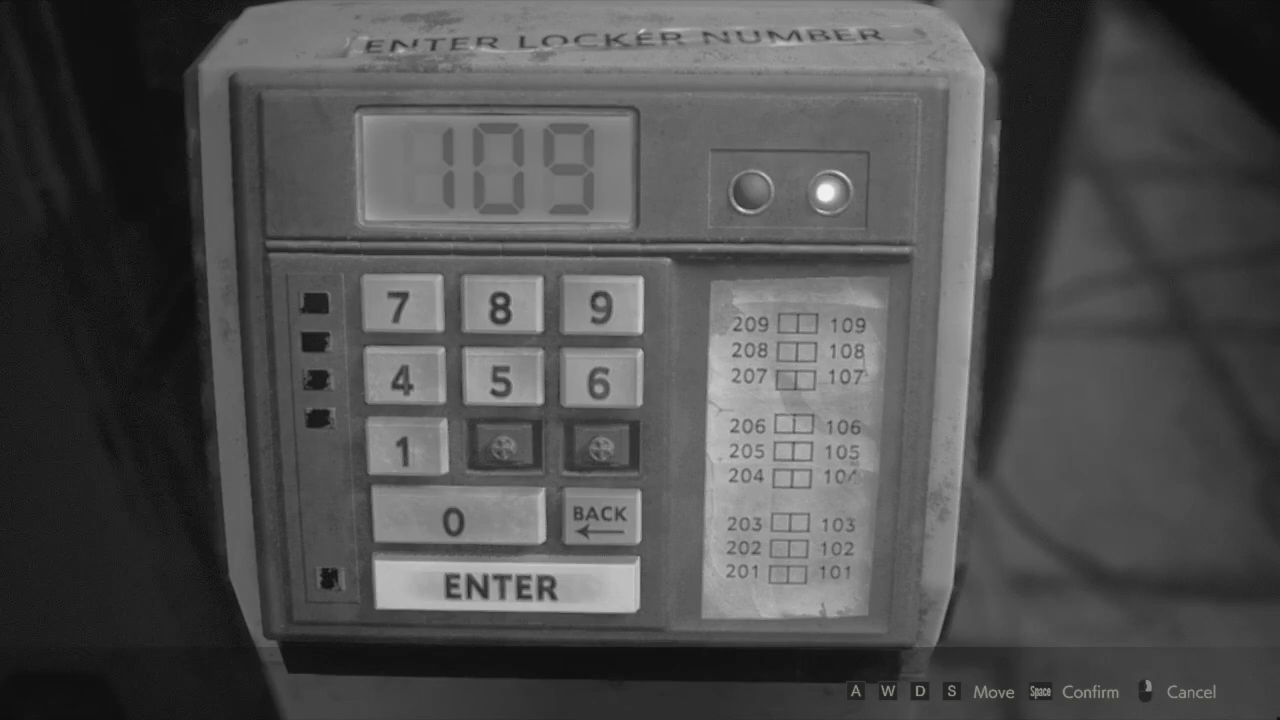 ENTER LOCKER NUMBER
109
7 8 9
4 5 6
1
0 BACK
ENTER
209 109
208 108
207 107
206 106
205 105
204 104
203 103
202 102
201 101
A W D S Move Space Confirm Cancel